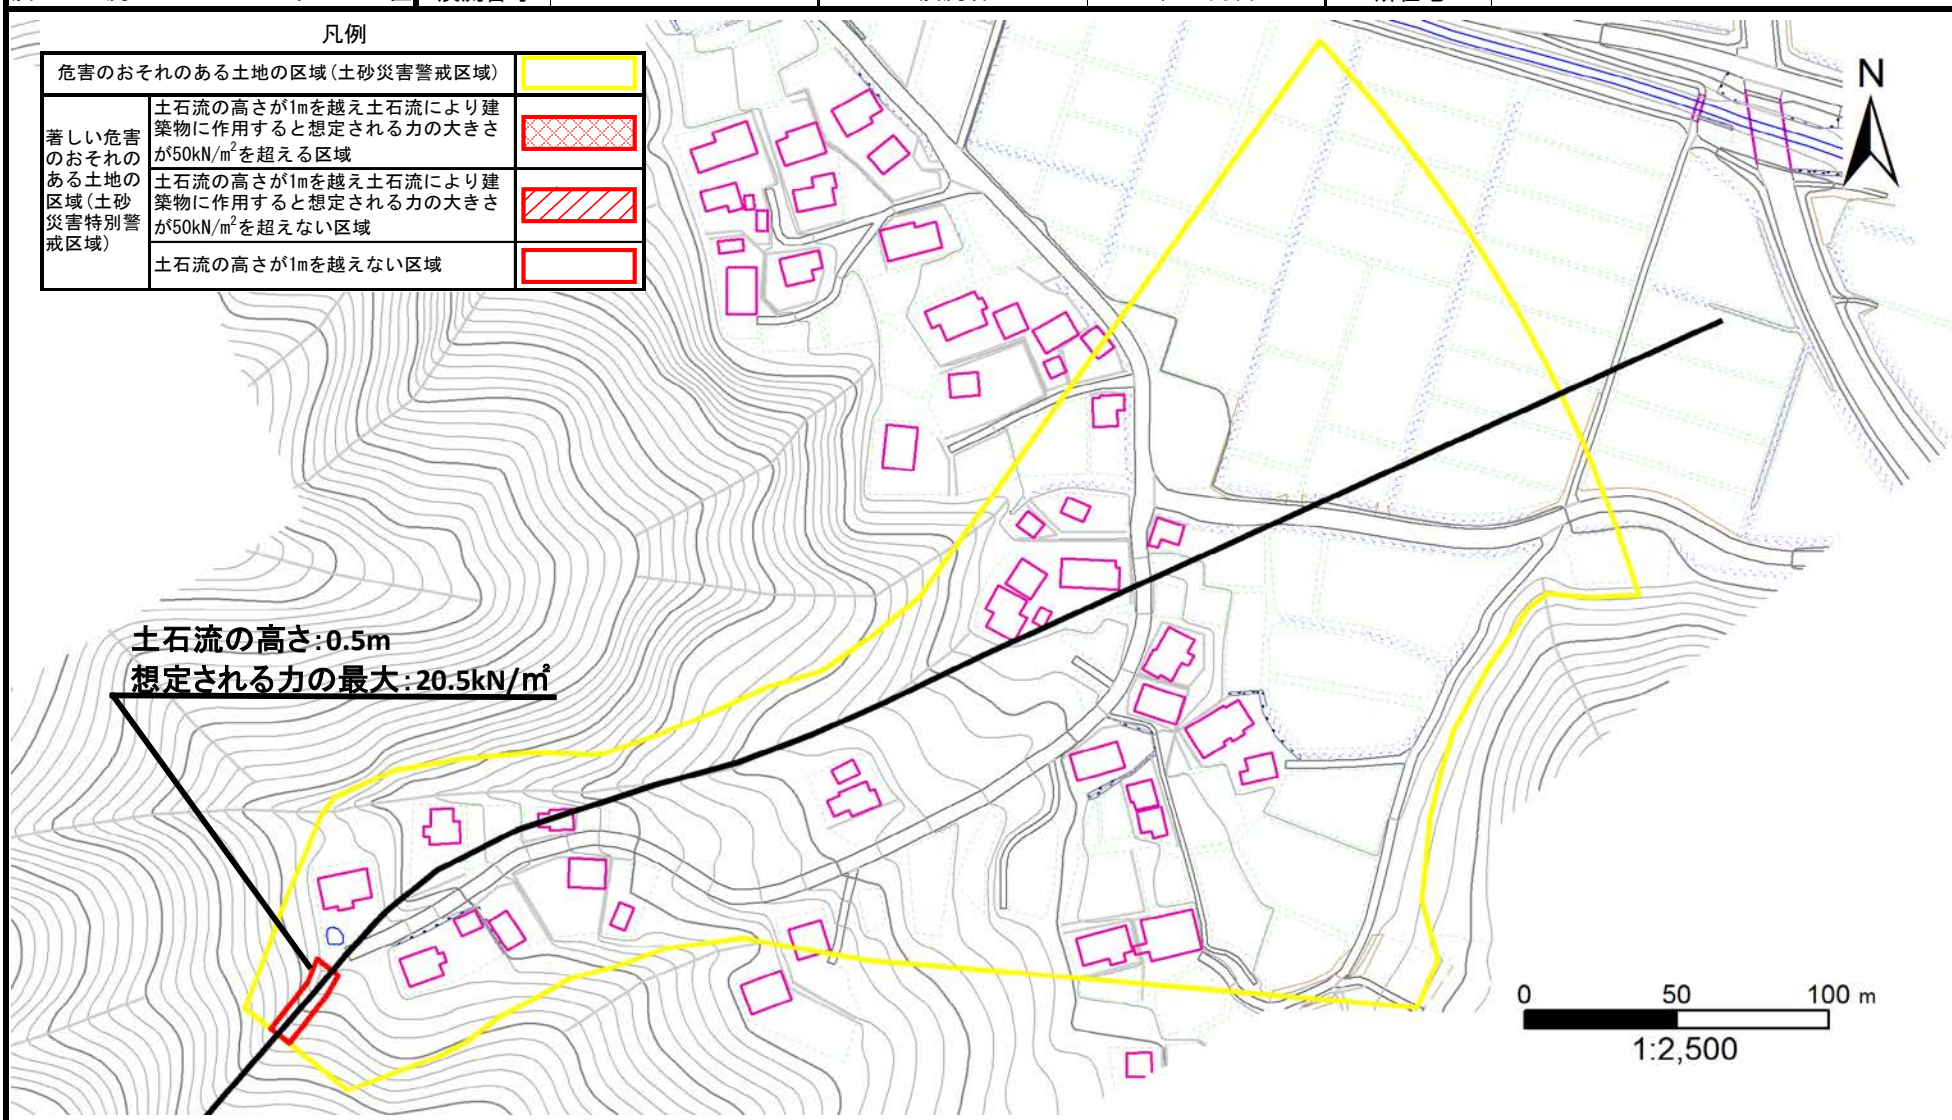 凡例
危害のおそれのある土地の区域(土砂災害警戒区域)
著しい危害
のおそれの
ある土地の
区域(土砂
災害特別警
戒区域)
土石流の高さが1mを越え土石流により建
築物に作用すると想定される力の大きさ
が50kN/m²を超える区域
土石流の高さが1mを越え土石流により建
築物に作用すると想定される力の大きさ
が50kN/m²を超えない区域
土石流の高さが1mを越えない区域
N
土石流の高さ:0.5m
想定される力の最大:20.5kN/㎡
0 50 100 m
1:2,500